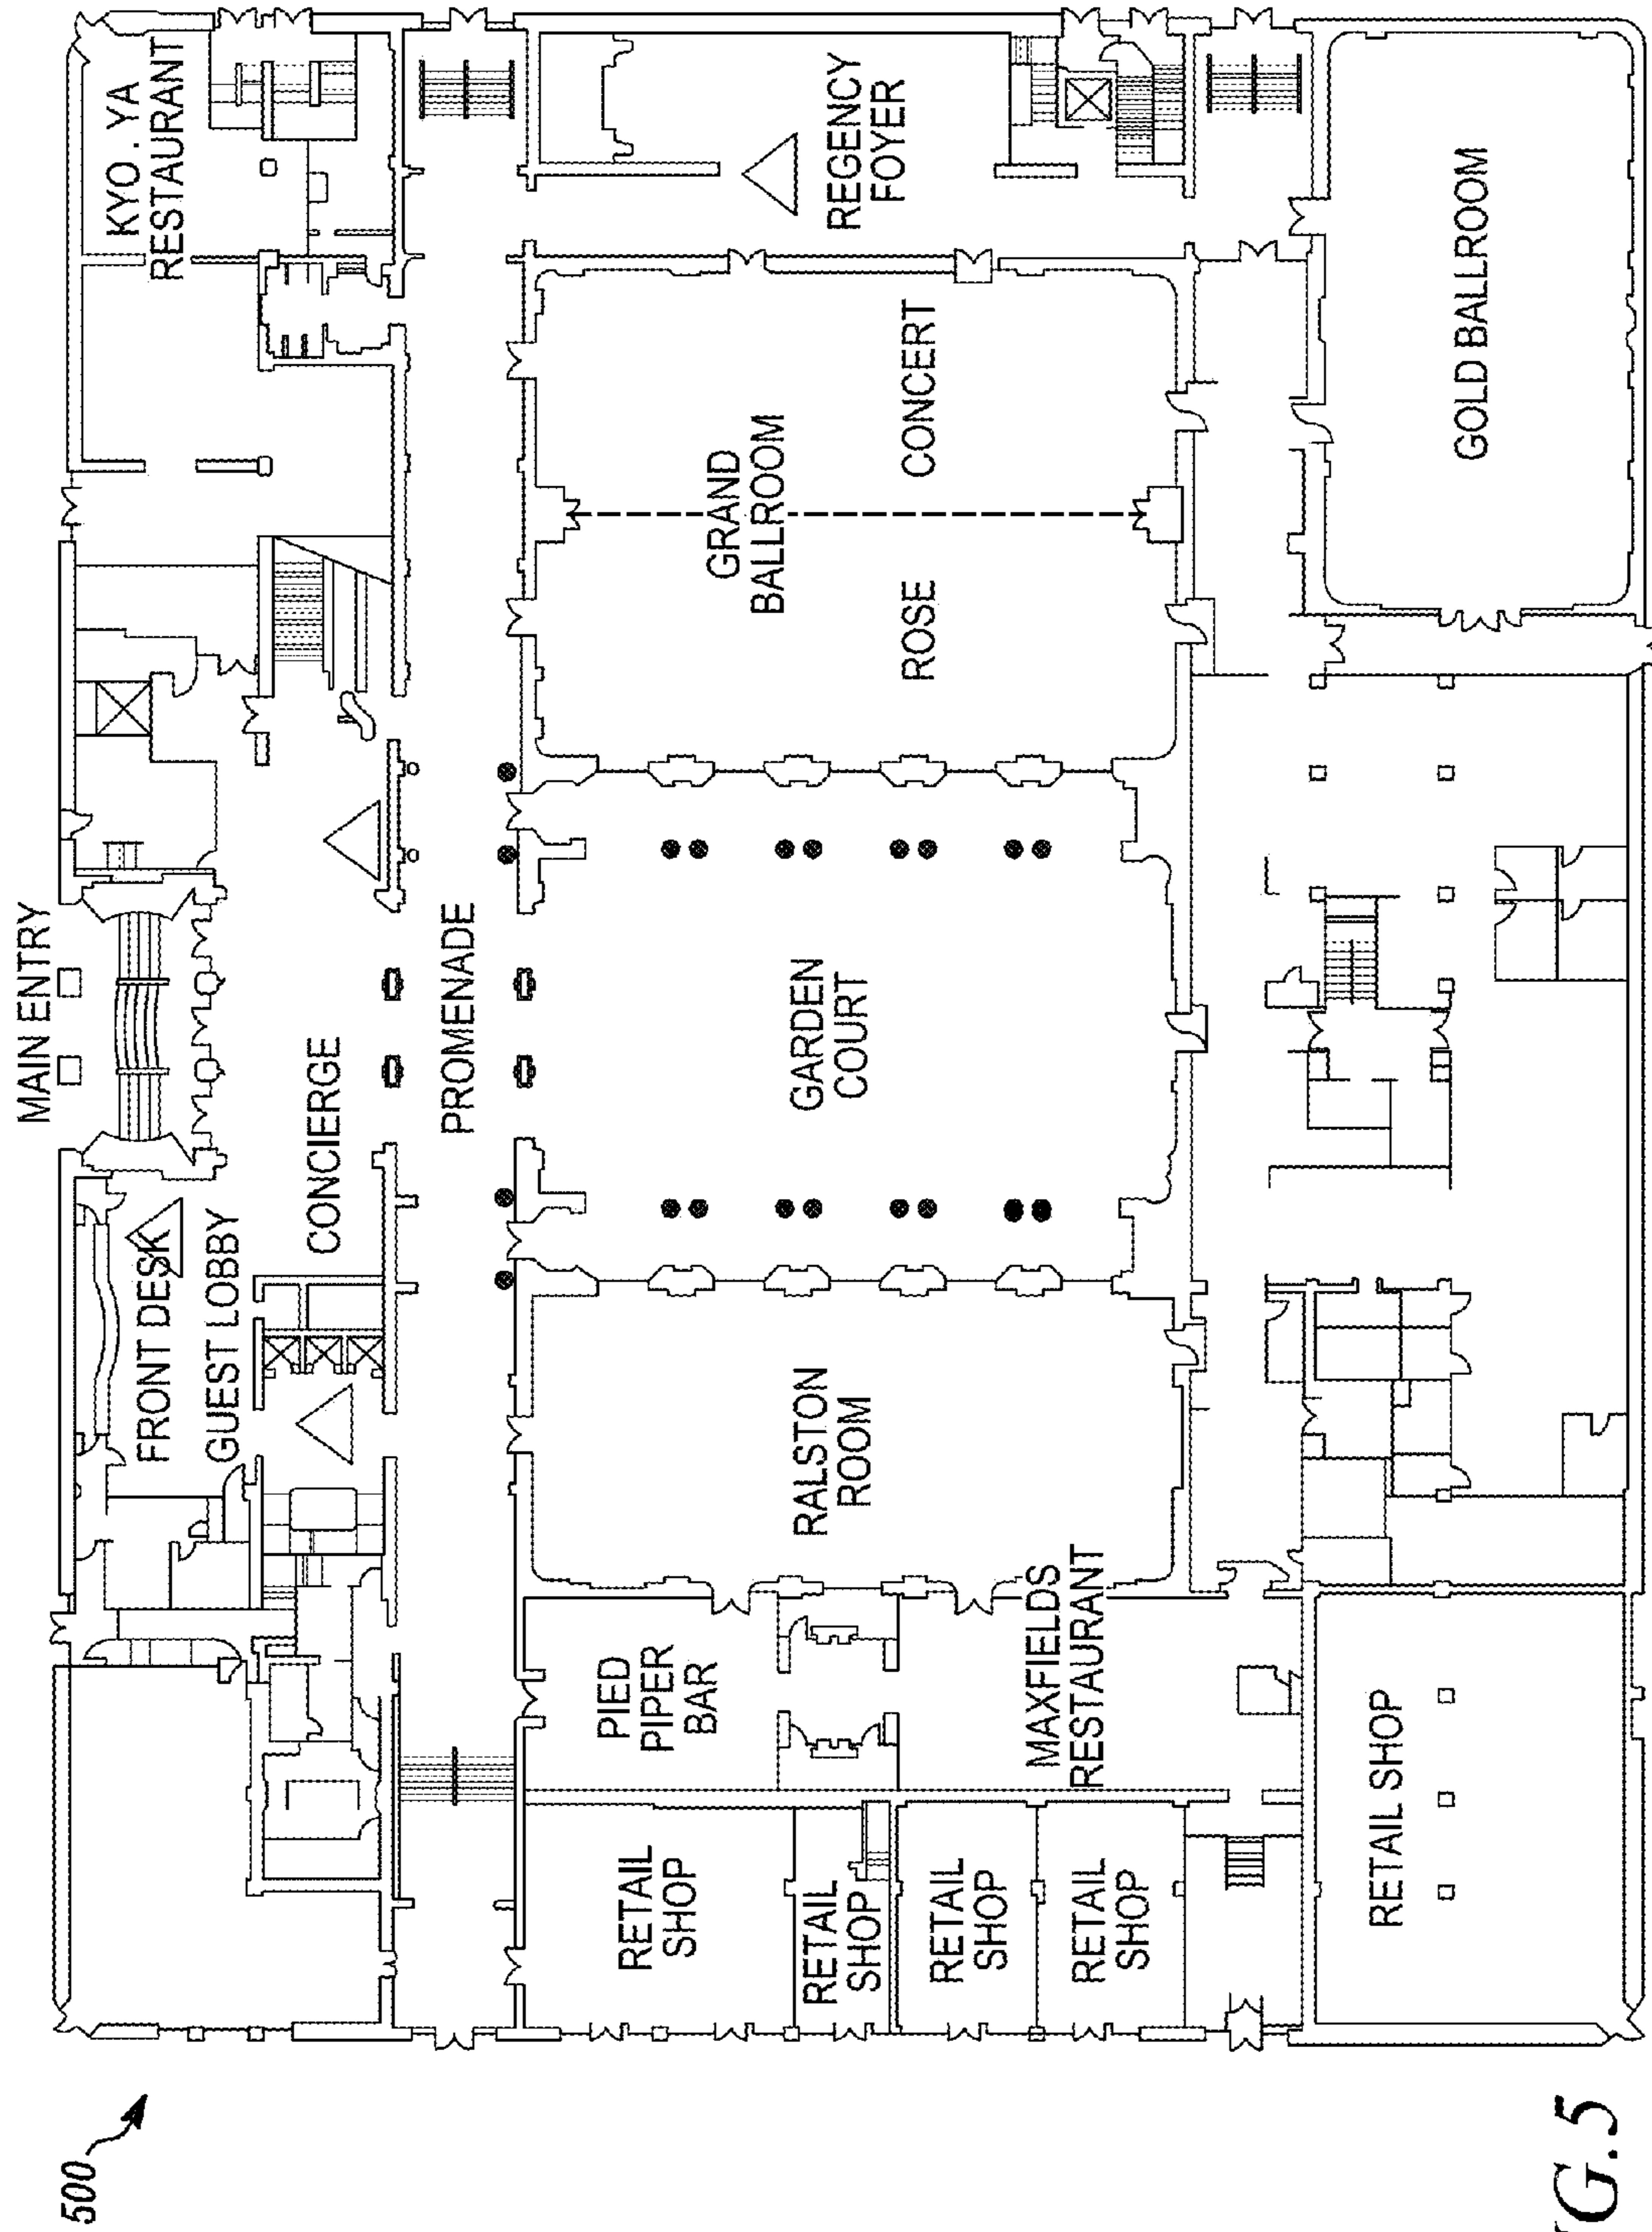 500
MAIN ENTRY
FRONT DESK
GUEST LOBBY
CONCIERGE
PROMENADE
KYO.YA
RESTAURANT
REGENCY
FOYER
GRAND
BALLROOM
ROSE
CONCERT
GOLD BALLROOM
GARDEN
COURT
RALSTON
ROOM
PIED
PIPER
BAR
MAXFIELDS
RESTAURANT
RETAIL
SHOP
RETAIL
SHOP
RETAIL
SHOP
RETAIL
SHOP
RETAIL SHOP
G.5